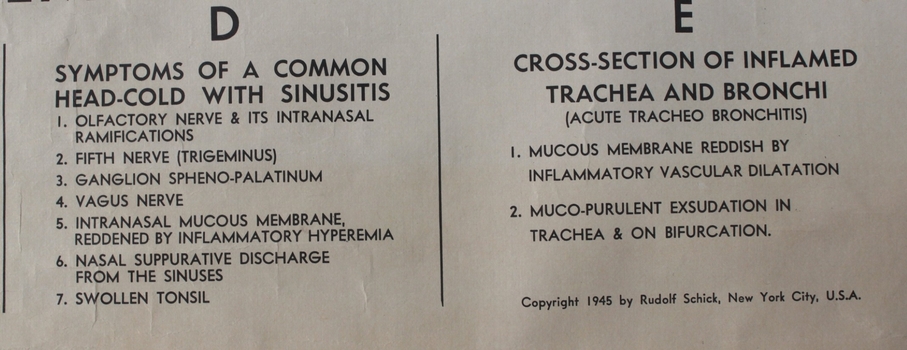 D
SYMPTOMS OF A COMMON
HEAD-COLD WITH SINUSITIS
1. OLFACTORY NERVE & ITS INTRANASAL
RAMIFICATIONS
2. FIFTH NERVE (TRIGEMINUS)
3. GANGLION SPHENO-PALATINUM
4. VAGUS NERVE
5. INTRANASAL MUCOUS MEMBRANE,
REDDENED BY INFLAMMATORY HYPEREMIA
6. NASAL SUPPURATIVE DISCHARGE
FROM THE SINUSES
7. SWOLLEN TONSIL
E
CROSS-SECTION OF INFLAMED
TRACHEA AND BRONCHI
(ACUTE TRACHEO BRONCHITIS)
1. MUCOUS MEMBRANE REDDISH BY
INFLAMMATORY VASCULAR DILATATION
2. MUCO-PURULENT EXSUDATION IN
TRACHEA & ON BIFURCATION.
Copyright 1945 by Rudolf Schick, New York City, U.S.A.